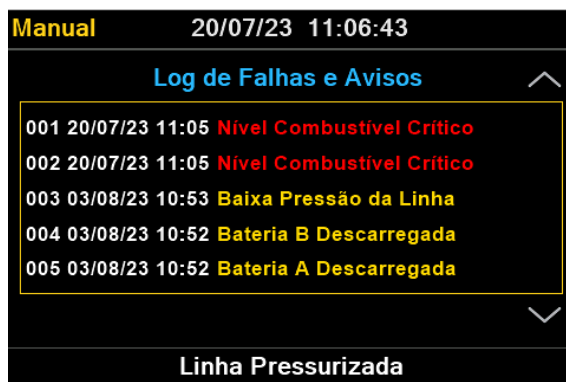 Manual 20/07/23 11:06:43
Log de Falhas e Avisos
001 20/07/23 11:05 Nível Combustível Crítico
002 20/07/23 11:05 Nível Combustível Crítico
003 03/08/23 10:53 Baixa Pressão da Linha
004 03/08/23 10:52 Bateria B Descarregada
005 03/08/23 10:52 Bateria A Descarregada
Linha Pressurizada